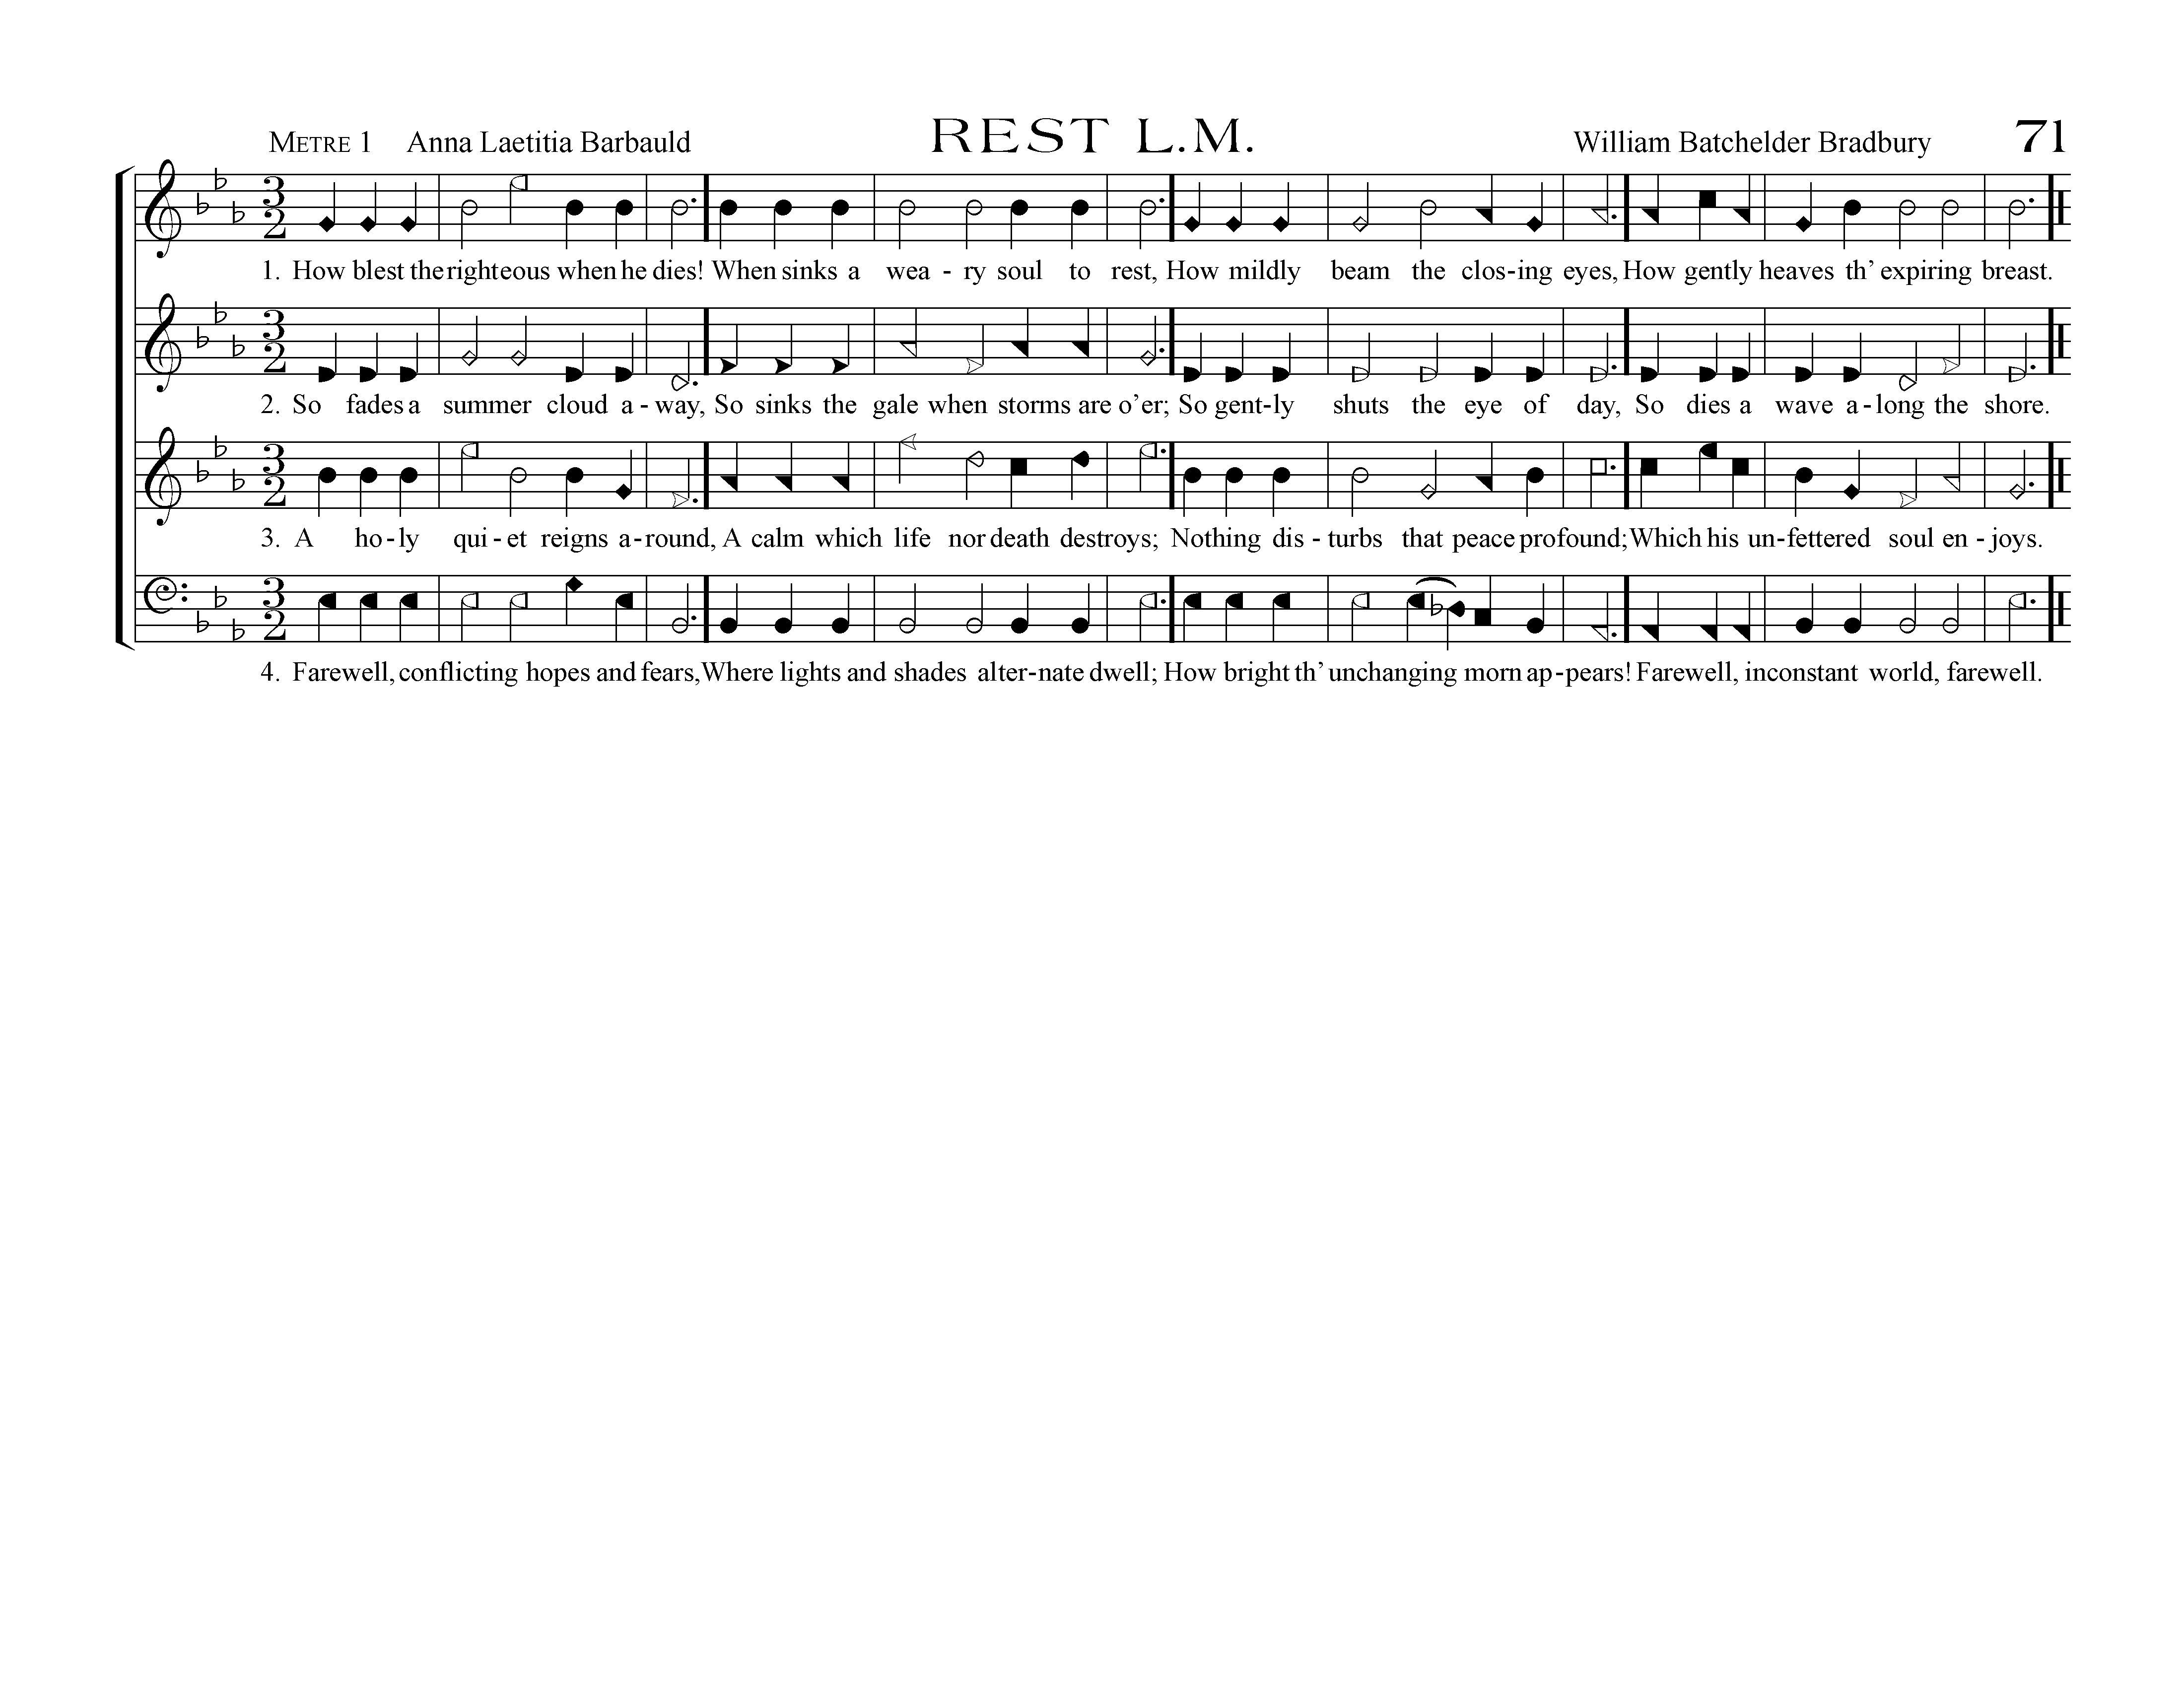 METRE 1 Anna Laetitia Barbauld REST L.M. William Batchelder Bradbury 71
3 2
1. How blest the righteous when he dies! When sinks a wea - ry soul to rest, How mildly beam the clos - ing eyes, How gently heaves th’ expiring breast.
3 2
2. So fades a summer cloud a - way, So sinks the gale when storms are o’er; So gent - ly shuts the eye of day, So dies a wave a - long the shore.
3 2
3. A ho - ly qui - et reigns a - round, A calm which life nor death destroys; Nothing dis - turbs that peace profound; Which his un - fettered soul en - joys.
3 2
4. Farewell, conflicting hopes and fears, Where lights and shades alter - nate dwell; How bright th’ unchanging morn ap - pears! Farewell, inconstant world, farewell.